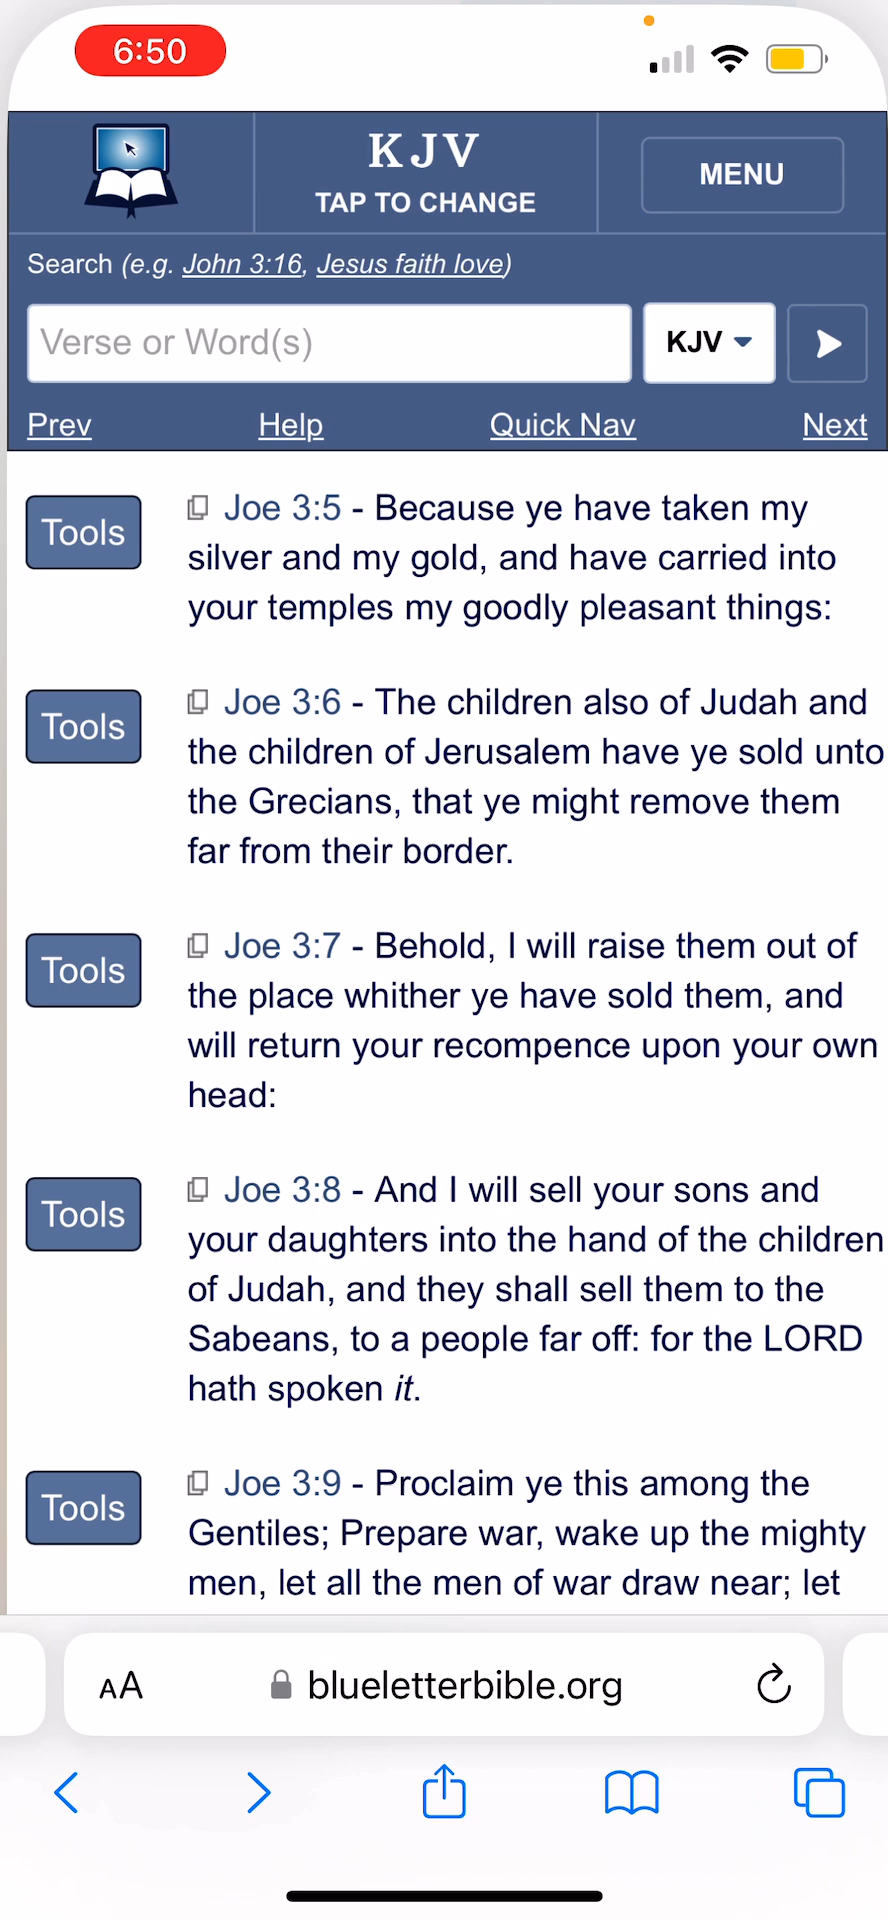 6:50
KJV
TAP TO CHANGE
MENU
Search (e.g. John 3:16, Jesus faith love)
Verse or Word(s)
KJV
Prev
Help
Quick Nav
Next
Tools
Joe 3:5 - Because ye have taken my
silver and my gold, and have carried into
your temples my goodly pleasant things:
Tools
Joe 3:6 - The children also of Judah and
the children of Jerusalem have ye sold unto
the Grecians, that ye might remove them
far from their border.
Tools
Joe 3:7 - Behold, I will raise them out of
the place whither ye have sold them, and
will return your recompence upon your own
head:
Tools
Joe 3:8 - And I will sell your sons and
your daughters into the hand of the children
of Judah, and they shall sell them to the
Sabeans, to a people far off: for the LORD
hath spoken it.
Tools
Joe 3:9 - Proclaim ye this among the
Gentiles; Prepare war, wake up the mighty
men, let all the men of war draw near; let
AA
blueletterbible.org